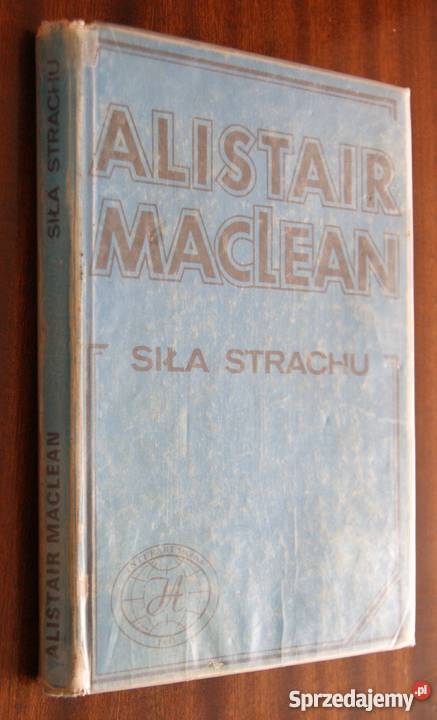 SIŁA STRACHU
ALISTAIR MACLEAN
ALISTAIR
MACLEAN
SIŁA STRACHU
Sprzedajemy.pl